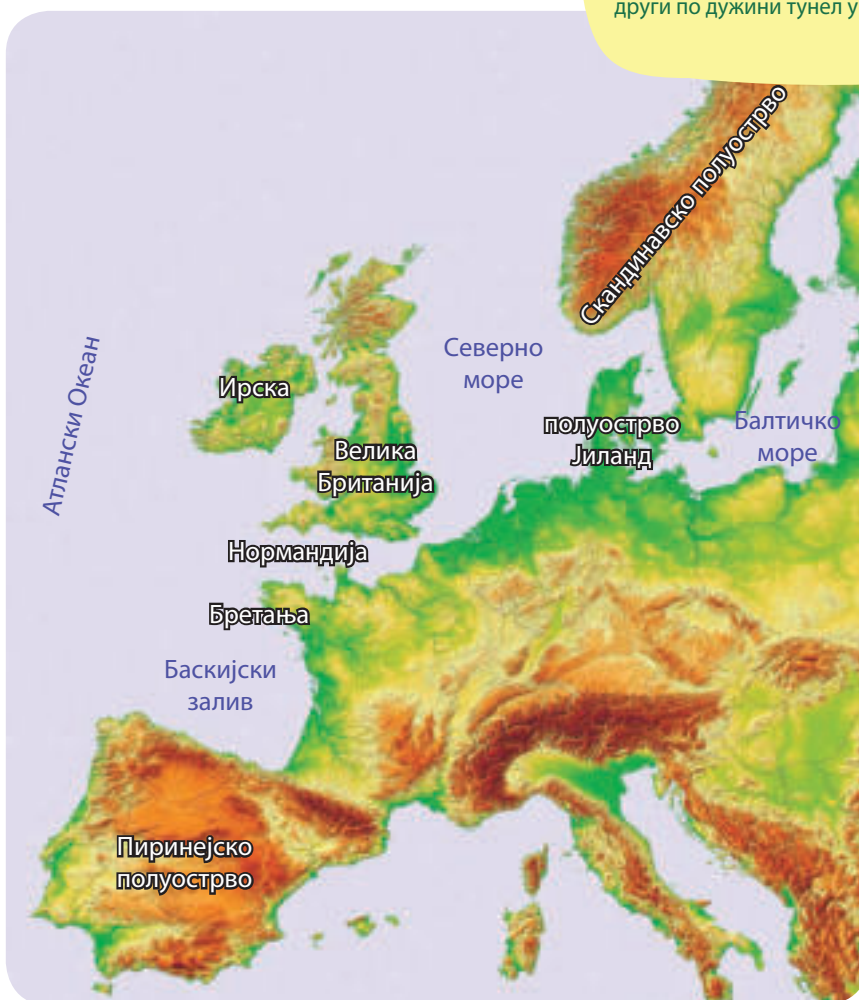 други по дужини тунел у
Скандинавско полуострво
Атлански Океан
Северно
море
Ирска
полуострво
Јиланд
Балтичко
море
Велика
Британија
Нормандија
Бретања
Баскијски
залив
Пиринејско
полуострво